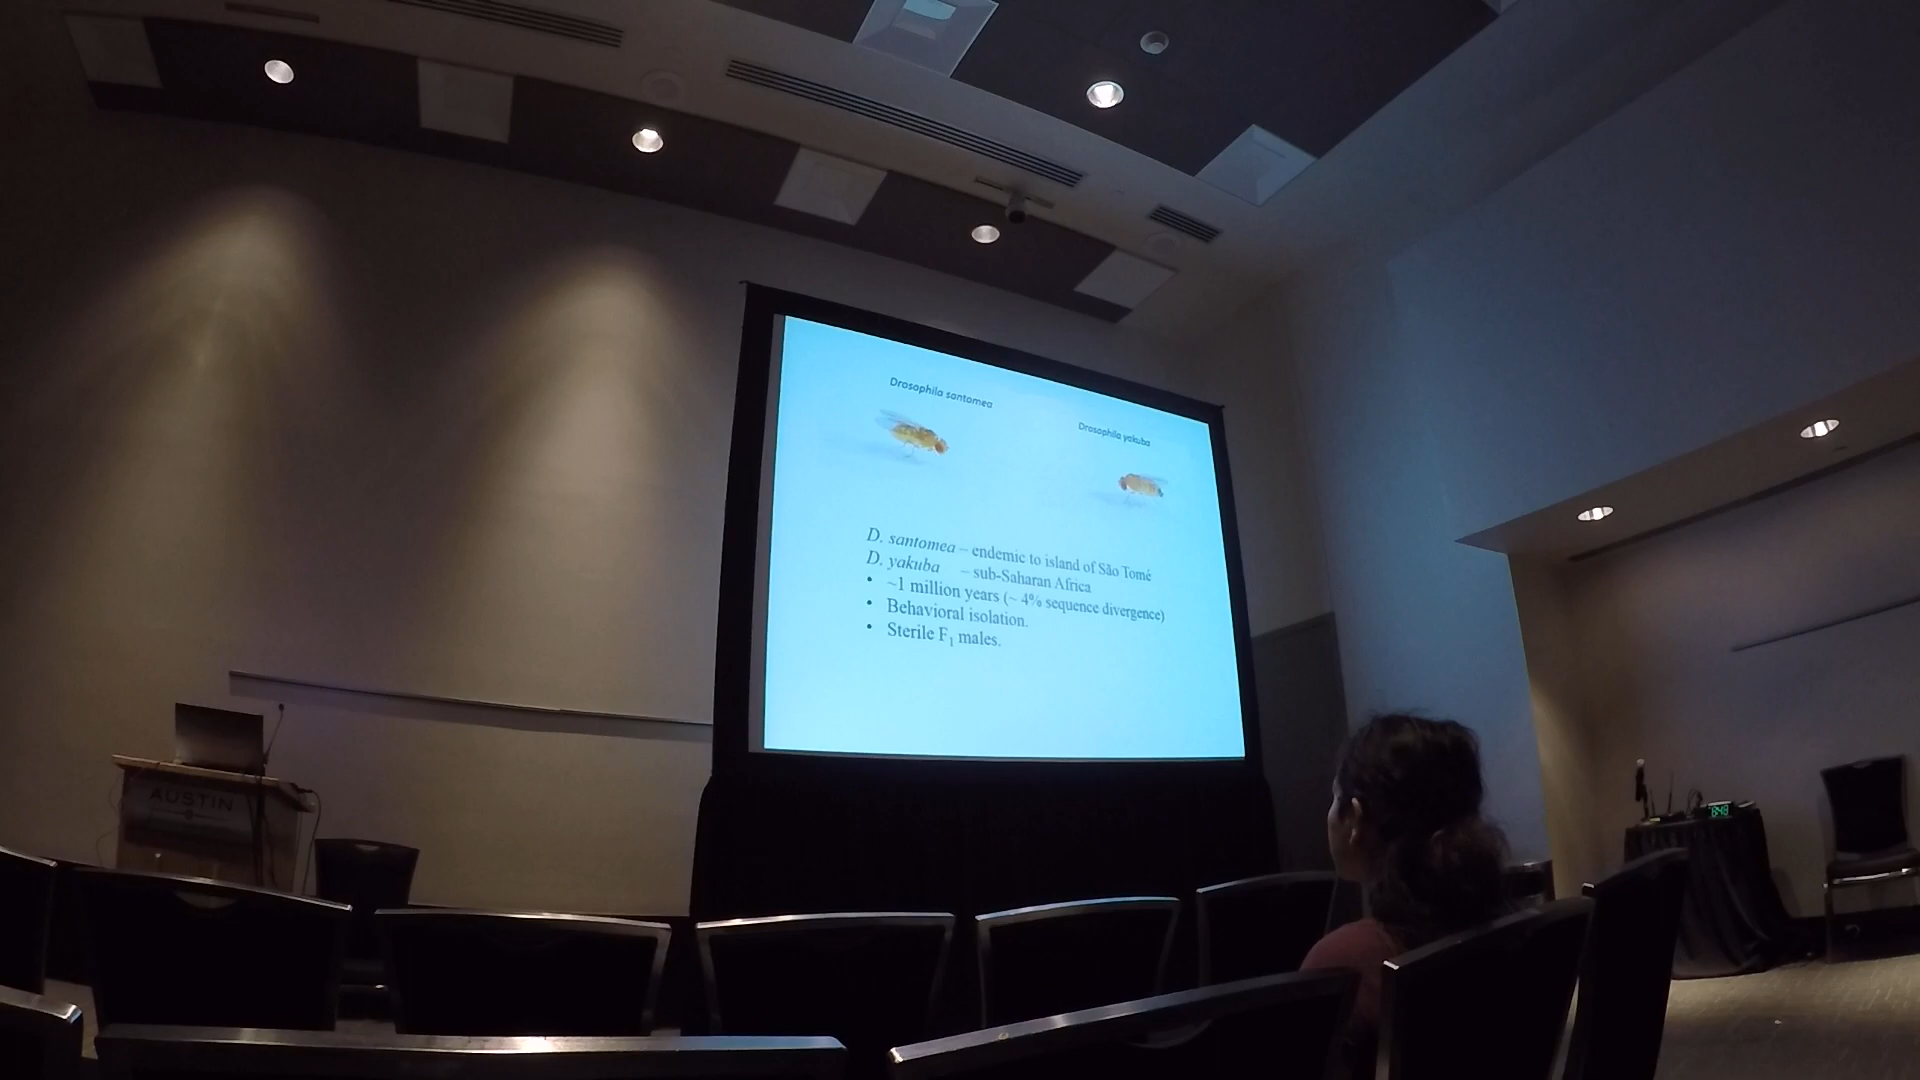 Drosophila santomea
Drosophila yakuba
D. santomea – endemic to island of São Tomé
D. yakuba – sub-Saharan Africa
• ~1 million years (~ 4% sequence divergence)
• Behavioral isolation.
• Sterile F1 males.
AUSTIN